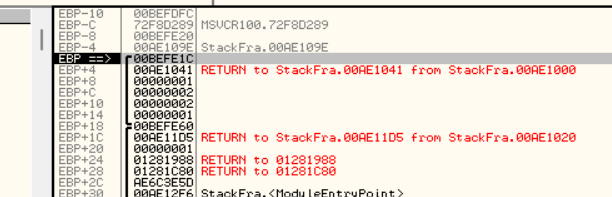 EBP-10 00BEFDFC
EBP-C 72F8D289 MSVCR100.72F8D289
EBP-8 00BEFE20
EBP-4 00AE109E StackFra.00AE109E
EBP ==> 00BEFE1C
EBP+4 00AE1041 RETURN to StackFra.00AE1041 from StackFra.00AE1000
EBP+8 00000001
EBP+C 00000002
EBP+10 00000002
EBP+14 00000001
EBP+18 00BEFE60
EBP+1C 00AE11D5 RETURN to StackFra.00AE11D5 from StackFra.00AE1020
EBP+20 00000001
EBP+24 01281988 RETURN to 01281988
EBP+28 01281C80 RETURN to 01281C80
EBP+2C AE6C3E5D
EBP+30 00AE12F6 StackFra.<ModuleEntryPoint>